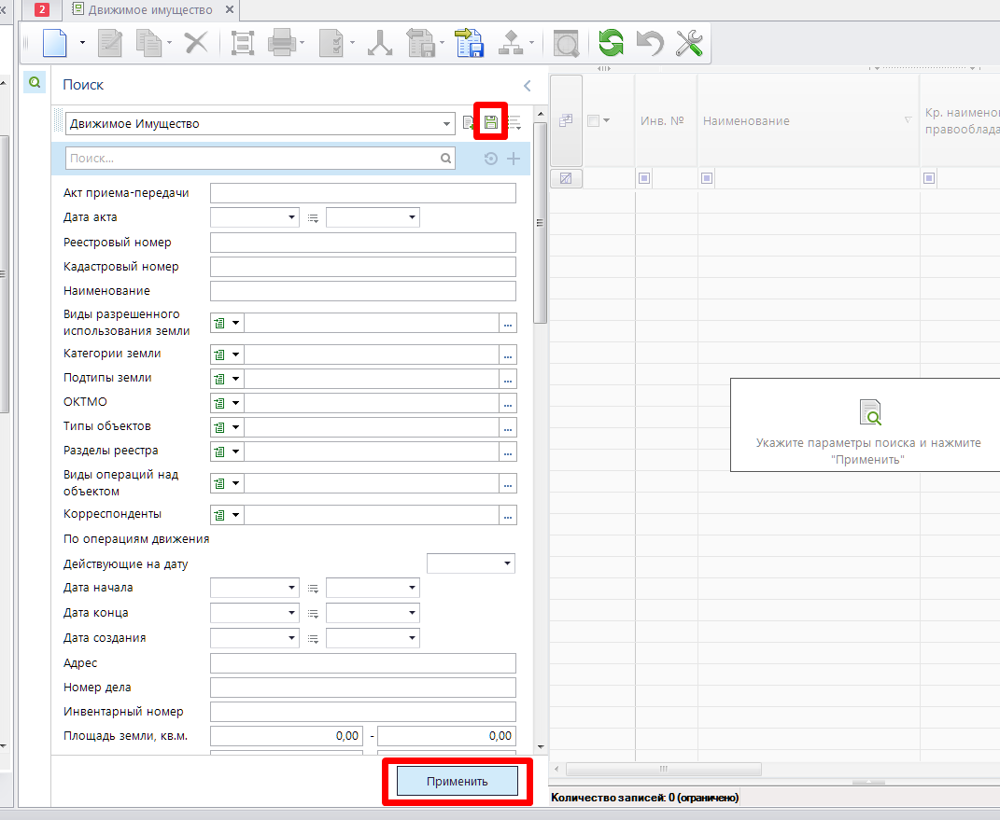 2
Движимое имущество
Поиск
Движимое Имущество
Поиск...
Акт приема-передачи
Дата акта
Реестровый номер
Кадастровый номер
Наименование
Виды разрешенного
использования земли
Категории земли
Подтипы земли
ОКТМО
Типы объектов
Разделы реестра
Виды операций над
объектом
Корреспонденты
По операциям движения
Действующие на дату
Дата начала
Дата конца
Дата создания
Адрес
Номер дела
Инвентарный номер
Площадь земли, кв.м. 0,00 - 0,00
Применить
Инв. №
Наименование
Кр. наимено
правооблада
Укажите параметры поиска и нажмите
"Применить"
Количество записей: 0 (ограничено)